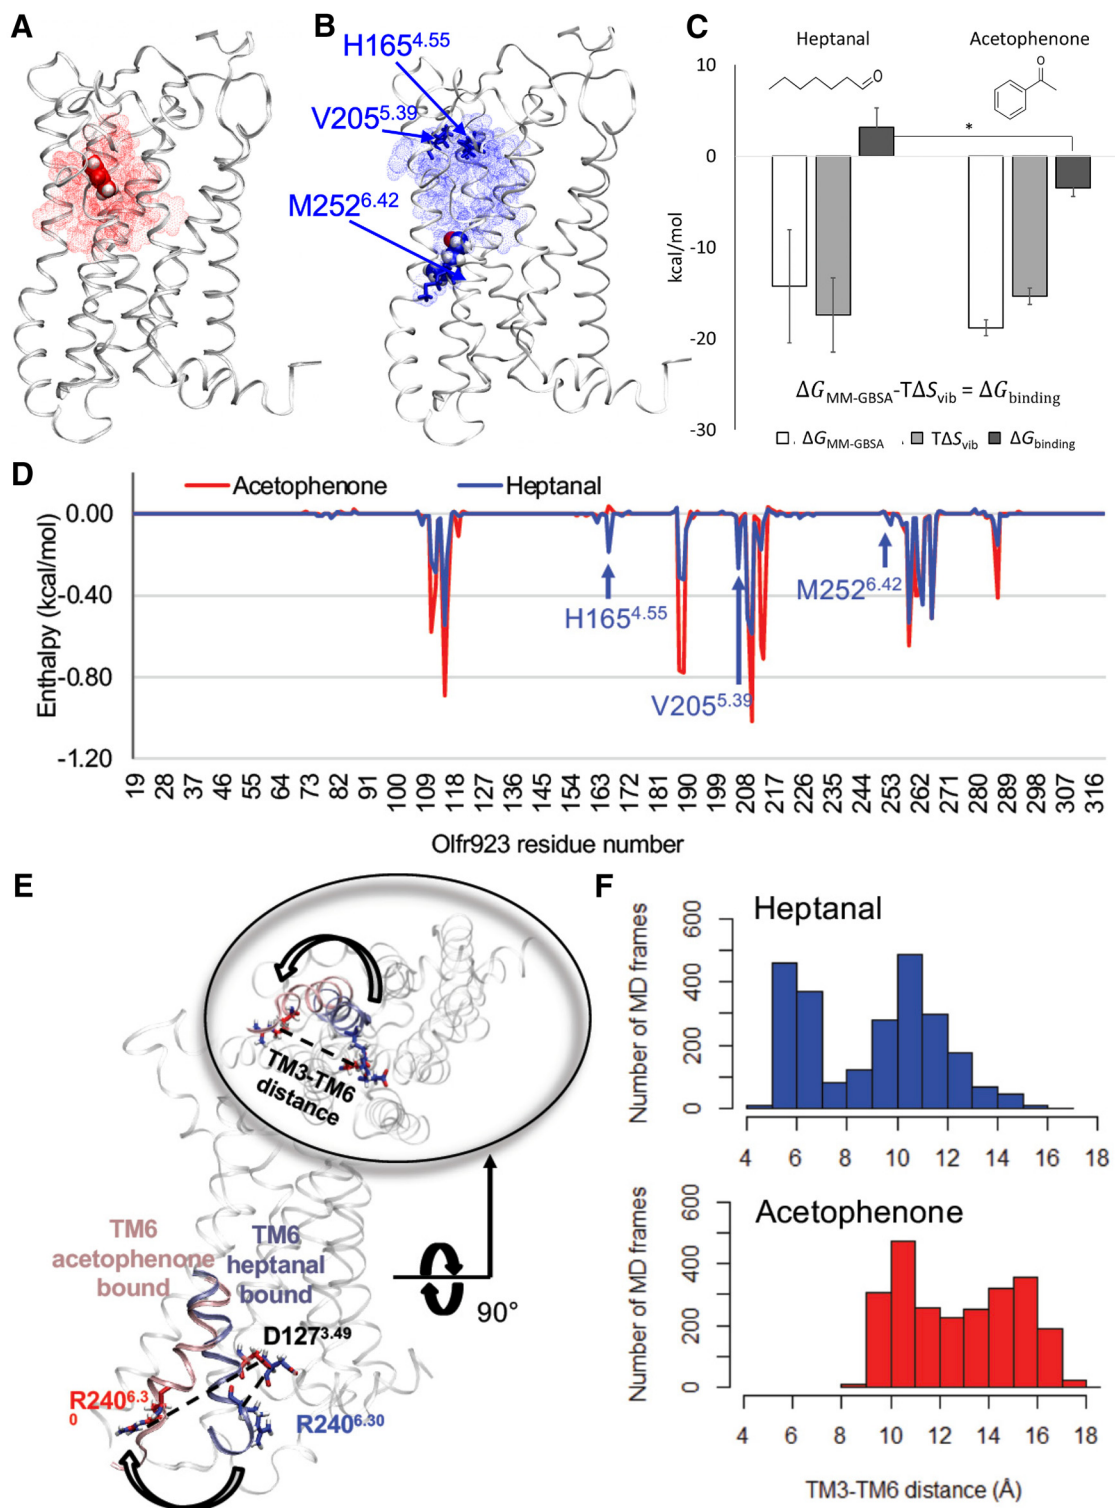 A
B
H165^4.55
V205^5.39
M252^6.42
C
Heptanal
Acetophenone
O
O
*
10
0
-10
-20
-30
kcal/mol
ΔG_MM-GBSA-TΔS_vib = ΔG_binding
ΔG_MM-GBSA
TΔS_vib
ΔG_binding
D
Acetophenone
Heptanal
0.00
-0.40
-0.80
-1.20
Enthalpy (kcal/mol)
H165^4.55
V205^5.39
M252^6.42
19 28 37 46 55 64 73 82 91 100 109 118 127 136 145 154 163 172 181 190 199 208 217 226 235 244 253 262 271 280 289 298 307 316
Olfr923 residue number
E
TM3-TM6
distance
TM6
acetophenone
bound
TM6
heptanal
bound
D127^3.49
R240^6.3
0
R240^6.30
90°
F
Heptanal
Number of MD frames
600
400
200
0
4 6 8 10 12 14 16 18
Acetophenone
Number of MD frames
600
400
200
0
4 6 8 10 12 14 16 18
TM3-TM6 distance (Å)